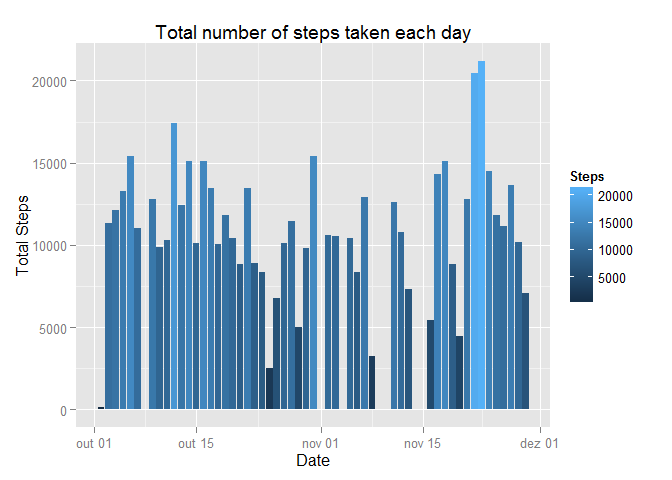 Total number of steps taken each day
Total Steps
20000
15000
10000
5000
0
out 01
out 15
nov 01
nov 15
dez 01
Date
Steps
20000
15000
10000
5000